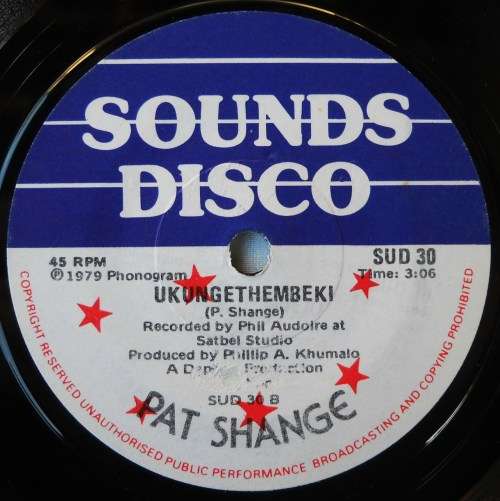 SOUNDS
DISCO
45 RPM
SUD 30
Ⓟ 1979 Phonogram
Time: 3:06
UKUNGETHEMBEKI
(P. Shange)
Recorded by Phil Audoire at
Satbel Studio
Produced by Phillip A. Khumalo
A Production
SUD 30 B
PAT SHANGE
COPYRIGHT RESERVED UNAUTHORISED PUBLIC PERFORMANCE BROADCASTING AND COPYING PROHIBITED